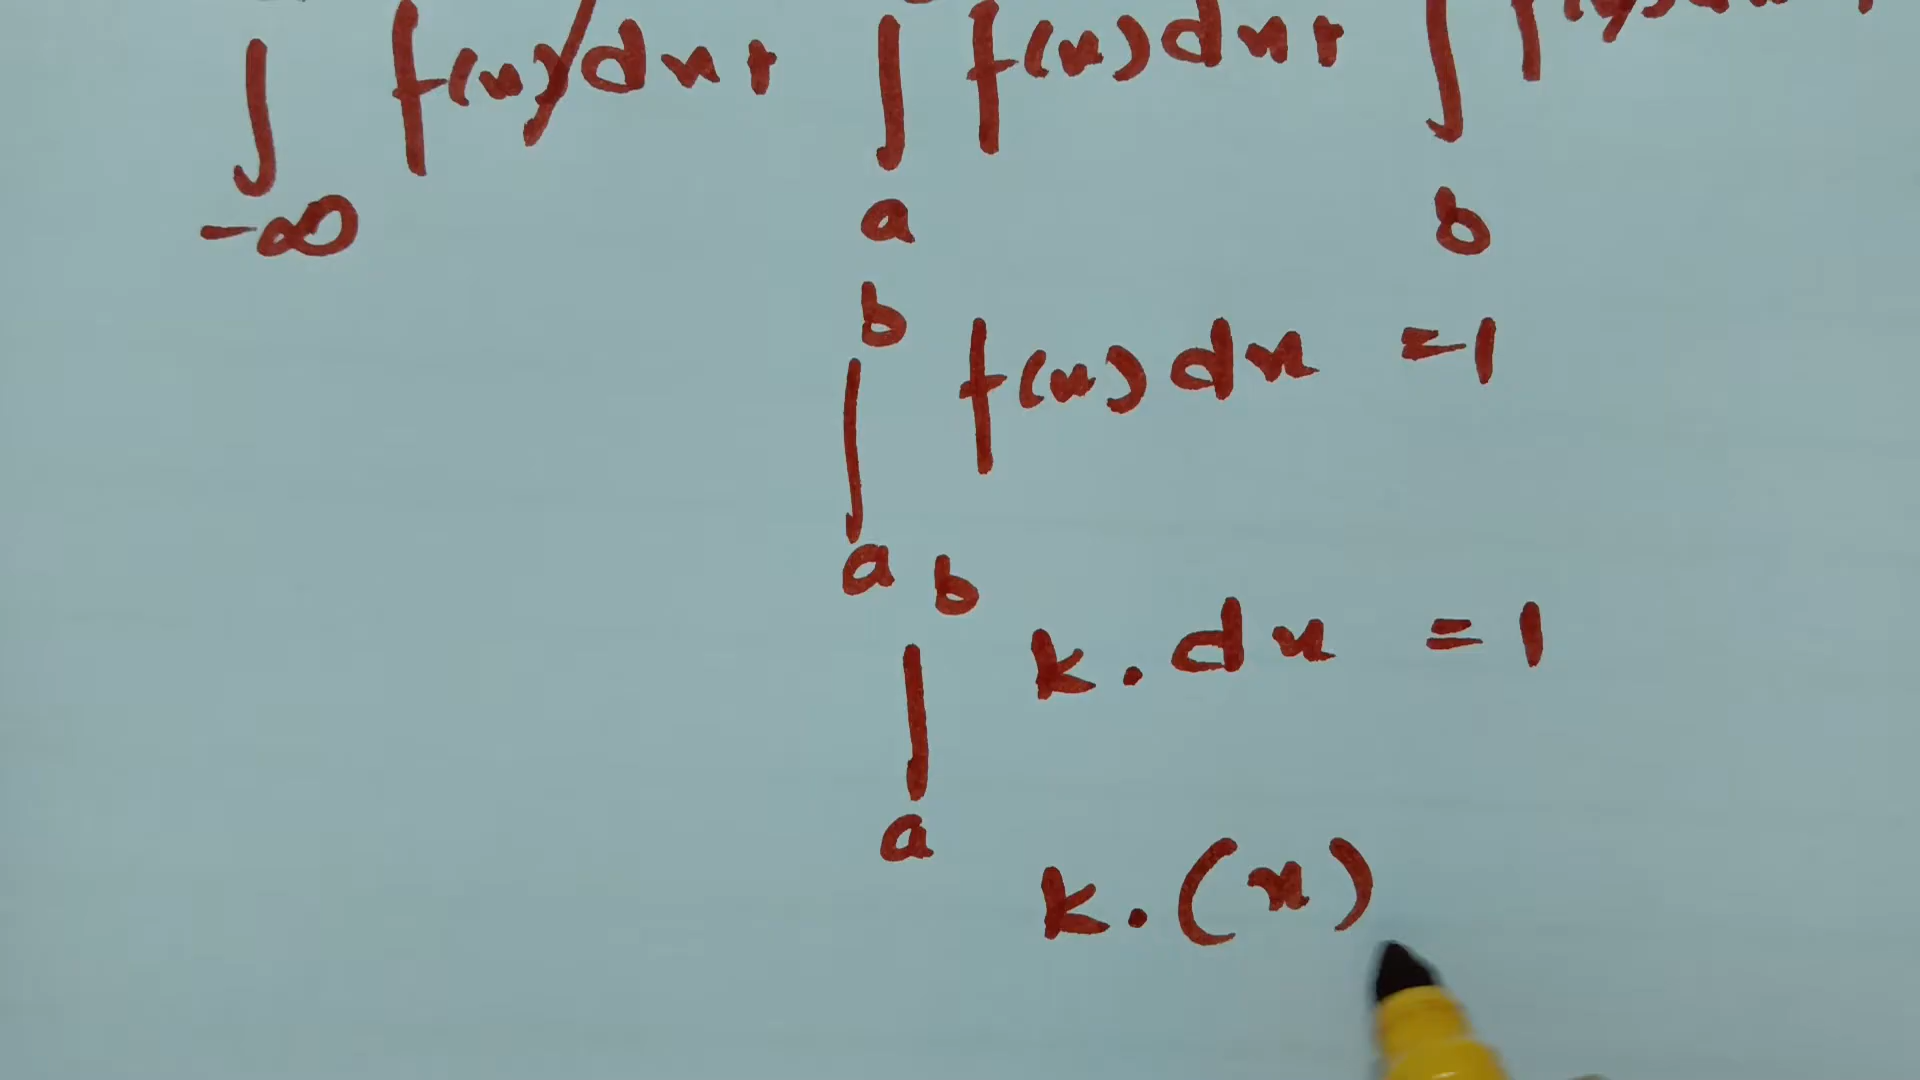 ∫ f(x)dx + ∫ f(x)dx + ∫
-∞ a b
b
∫ f(x)dx =1
a
b
∫ k.dx = 1
a
k.(x)